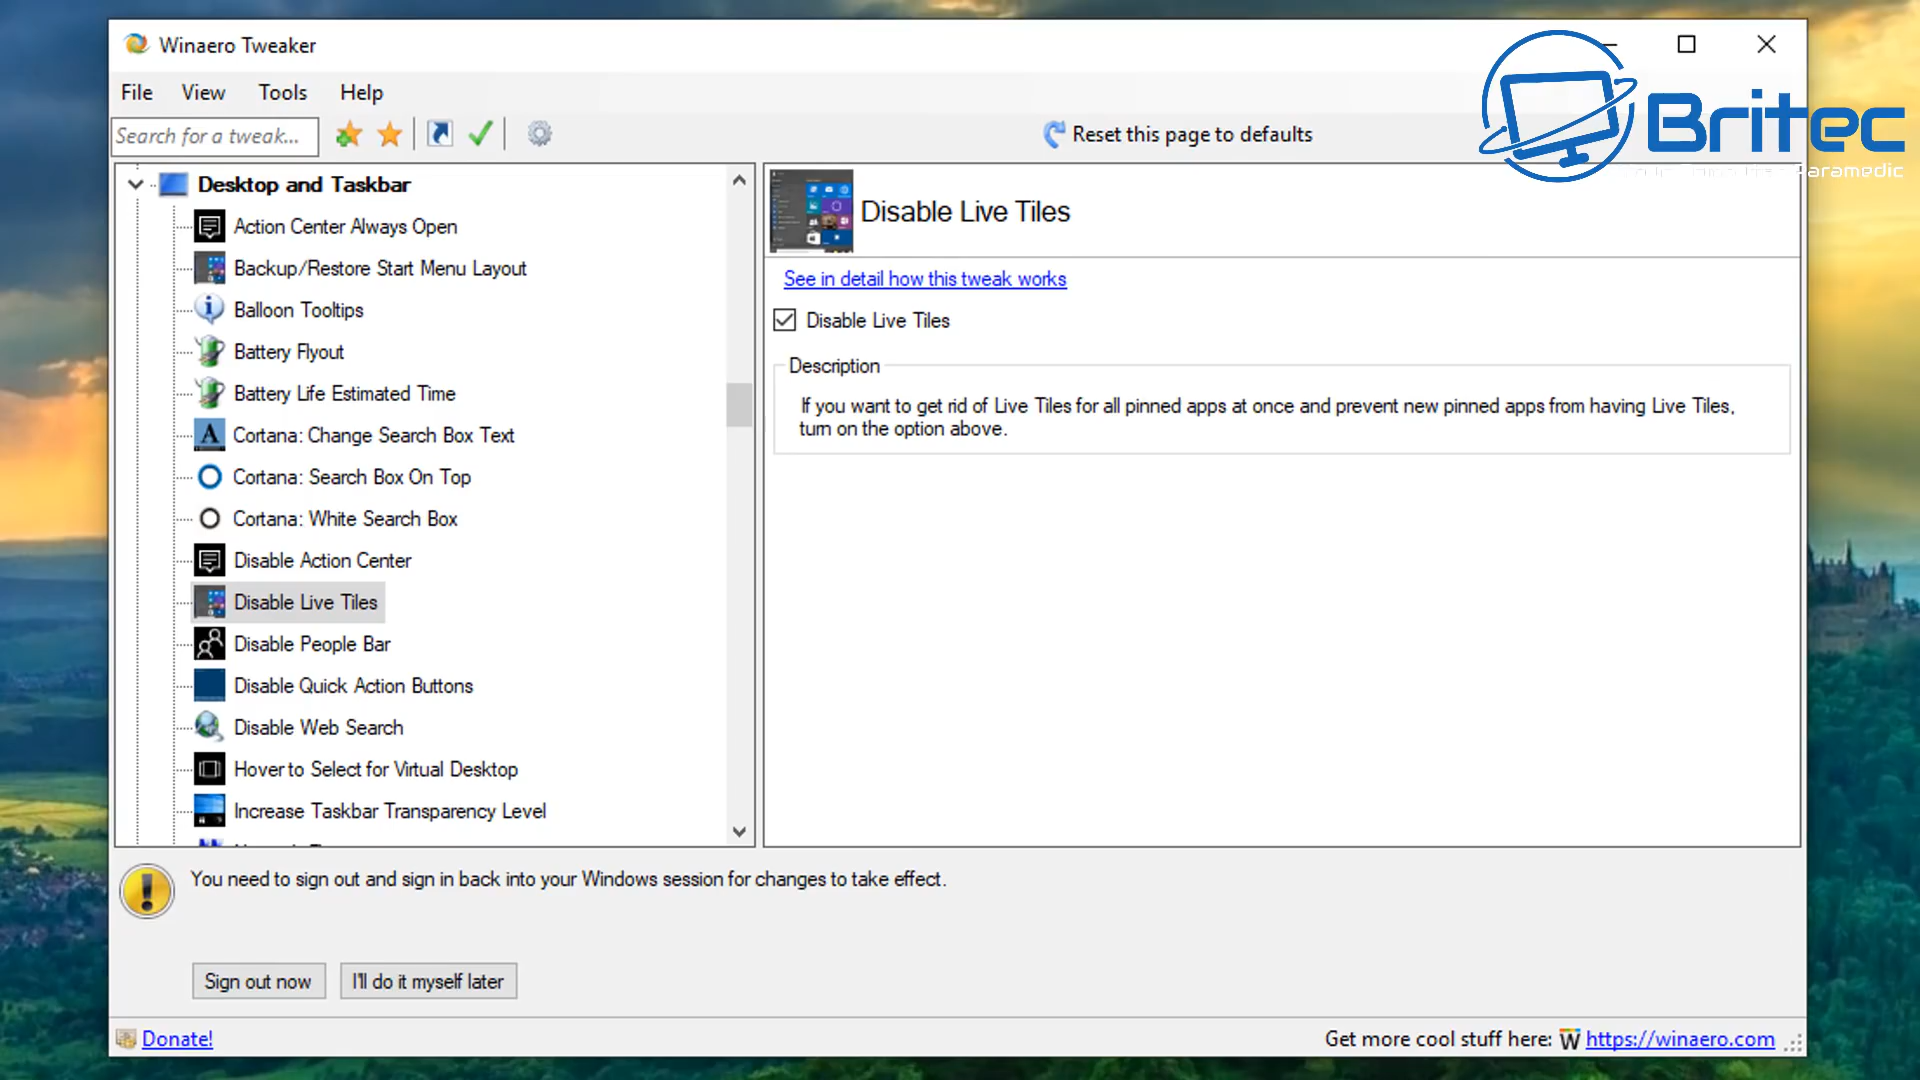 Winaero Tweaker
File View Tools Help
Search for a tweak...
Reset this page to defaults
Britec
Paramedic
Desktop and Taskbar
Action Center Always Open
Backup/Restore Start Menu Layout
Balloon Tooltips
Battery Flyout
Battery Life Estimated Time
Cortana: Change Search Box Text
Cortana: Search Box On Top
Cortana: White Search Box
Disable Action Center
Disable Live Tiles
Disable People Bar
Disable Quick Action Buttons
Disable Web Search
Hover to Select for Virtual Desktop
Increase Taskbar Transparency Level
Disable Live Tiles
See in detail how this tweak works
Disable Live Tiles
Description
If you want to get rid of Live Tiles for all pinned apps at once and prevent new pinned apps from having Live Tiles,
turn on the option above.
You need to sign out and sign in back into your Windows session for changes to take effect.
Sign out now
I'll do it myself later
Donate!
Get more cool stuff here: W https://winaero.com